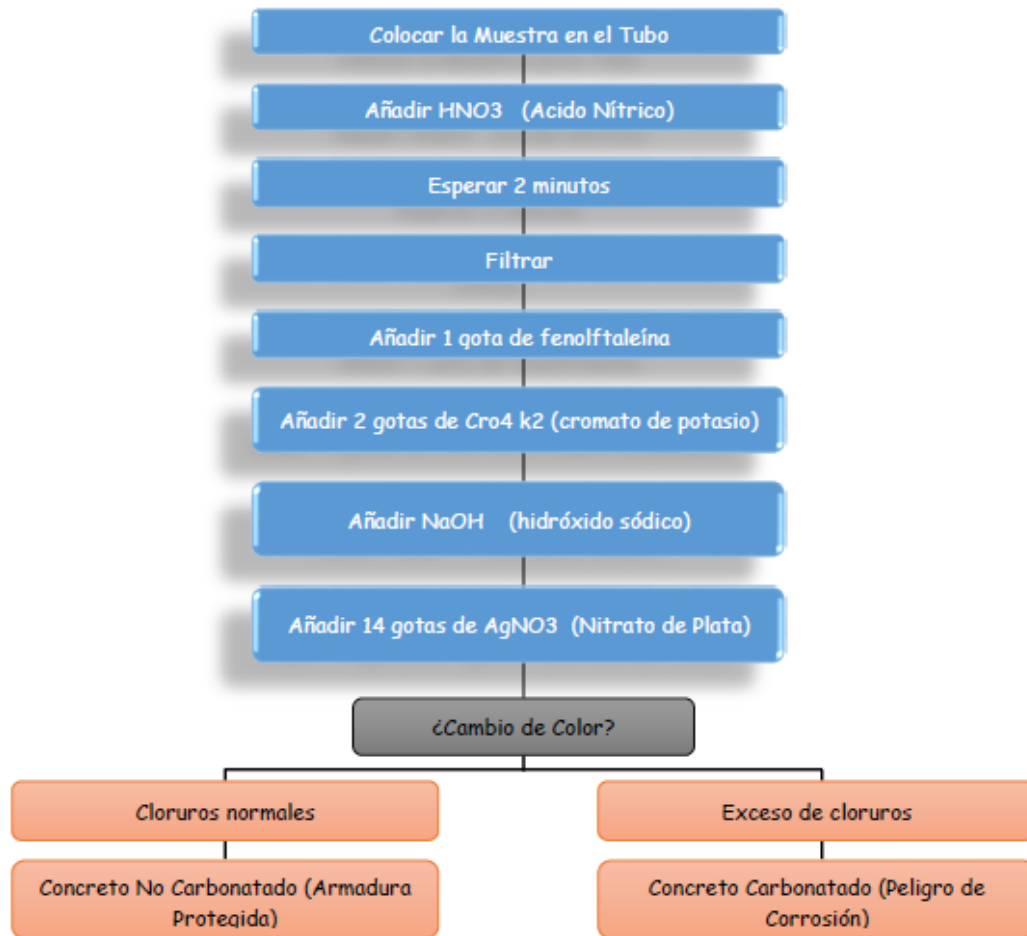 Colocar la Muestra en el Tubo
Añadir HNO3 (Acido Nítrico)
Esperar 2 minutos
Filtrar
Añadir 1 gota de fenolftaleína
Añadir 2 gotas de Cro4 k2 (cromato de potasio)
Añadir NaOH (hidróxido sódico)
Añadir 14 gotas de AgNO3 (Nitrato de Plata)
¿Cambio de Color?
Cloruros normales
Exceso de cloruros
Concreto No Carbonatado (Armadura
Protegida)
Concreto Carbonatado (Peligro de
Corrosión)